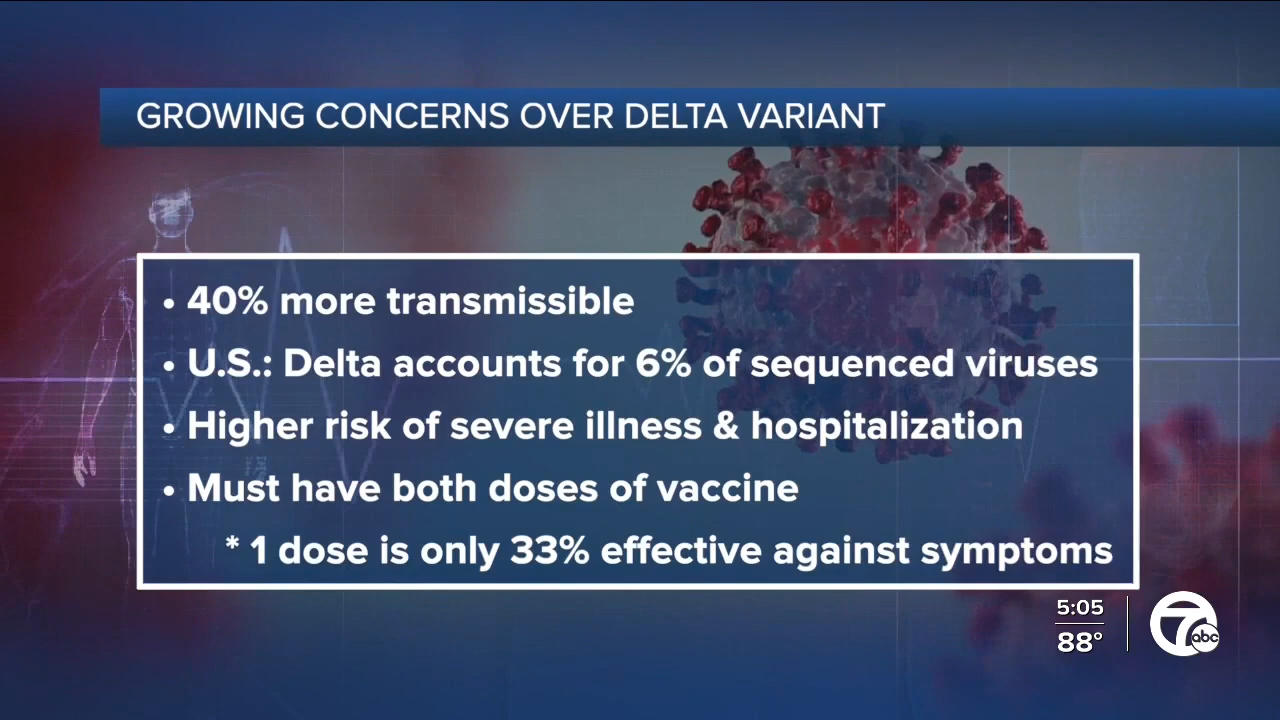 GROWING CONCERNS OVER DELTA VARIANT
• 40% more transmissible
• U.S.: Delta accounts for 6% of sequenced viruses
• Higher risk of severe illness & hospitalization
• Must have both doses of vaccine
* 1 dose is only 33% effective against symptoms
5:05
88°
7
abc